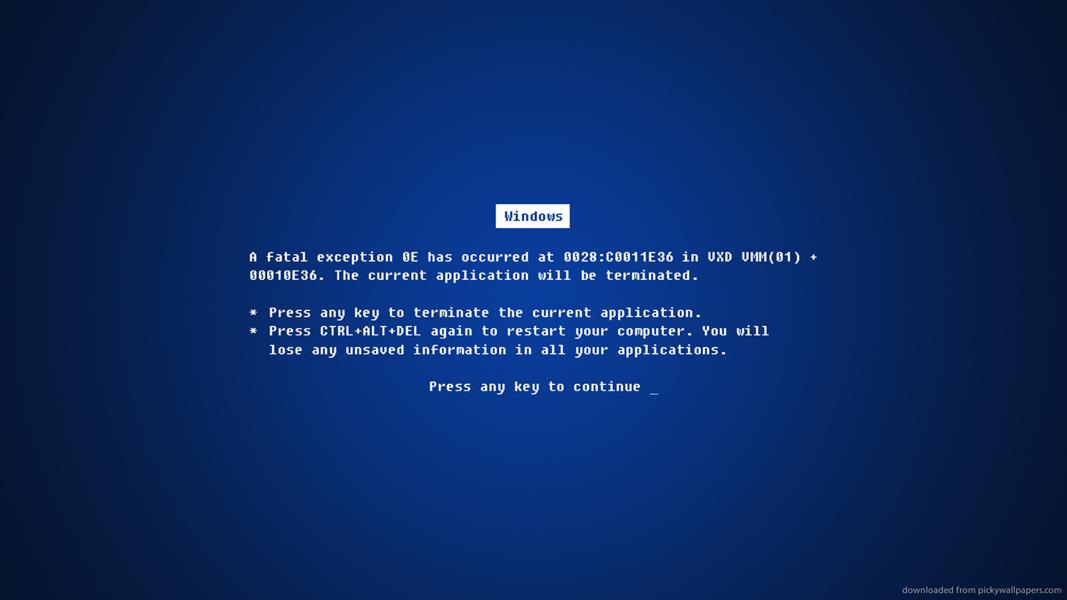 Windows
A fatal exception 0E has occurred at 0028:C0011E36 in VXD VMM(01) +
00010E36. The current application will be terminated.
* Press any key to terminate the current application.
* Press CTRL+ALT+DEL again to restart your computer. You will
lose any unsaved information in all your applications.
Press any key to continue _
downloaded from pickywallpapers.com